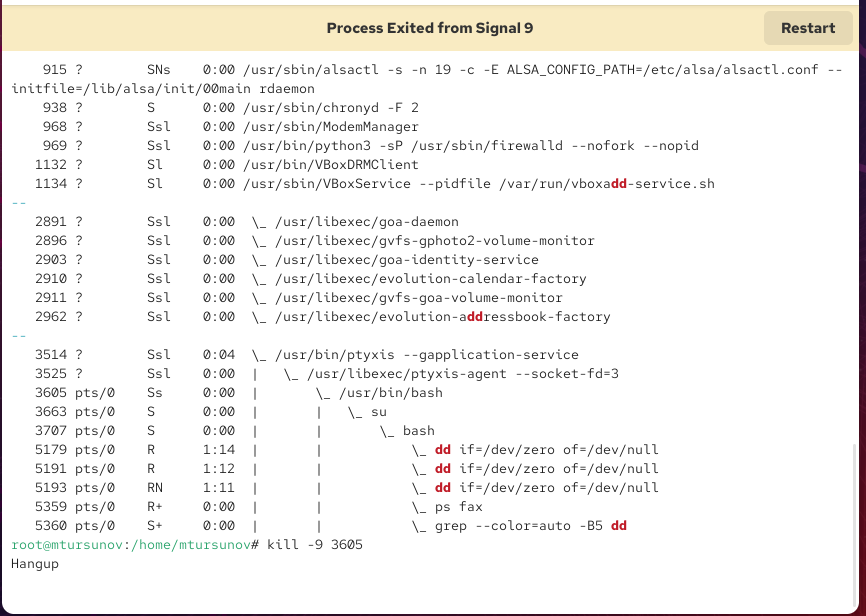 Process Exited from Signal 9
Restart
915 ?        SNs    0:00 /usr/sbin/alsactl -s -n 19 -c -E ALSA_CONFIG_PATH=/etc/alsa/alsactl.conf --
initfile=/lib/alsa/init/00main rdaemon
938 ?        S      0:00 /usr/sbin/chronyd -F 2
968 ?        Ssl    0:00 /usr/sbin/ModemManager
969 ?        Ssl    0:00 /usr/bin/python3 -sP /usr/sbin/firewalld --nofork --nopid
1132 ?        Sl     0:00 /usr/bin/VBoxDRMClient
1134 ?        Sl     0:00 /usr/sbin/VBoxService --pidfile /var/run/vboxadd-service.sh
--
2891 ?        Ssl    0:00  \_ /usr/libexec/goa-daemon
2896 ?        Ssl    0:00  \_ /usr/libexec/gvfs-gphoto2-volume-monitor
2903 ?        Ssl    0:00  \_ /usr/libexec/goa-identity-service
2910 ?        Ssl    0:00  \_ /usr/libexec/evolution-calendar-factory
2911 ?        Ssl    0:00  \_ /usr/libexec/gvfs-goa-volume-monitor
2962 ?        Ssl    0:00  \_ /usr/libexec/evolution-addressbook-factory
--
3514 ?        Ssl    0:04  \_ /usr/bin/ptyxis --gapplication-service
3525 ?        Ssl    0:00  |   \_ /usr/libexec/ptyxis-agent --socket-fd=3
3605 pts/0    Ss     0:00  |       \_ /usr/bin/bash
3663 pts/0    S      0:00  |       |   \_ su
3707 pts/0    S      0:00  |       |       \_ bash
5179 pts/0    R      1:14  |       |           \_ dd if=/dev/zero of=/dev/null
5191 pts/0    R      1:12  |       |           \_ dd if=/dev/zero of=/dev/null
5193 pts/0    RN     1:11  |       |           \_ dd if=/dev/zero of=/dev/null
5359 pts/0    R+     0:00  |       |           \_ ps fax
5360 pts/0    S+     0:00  |       |           \_ grep --color=auto -B5 dd
root@mtursunov:/home/mtursunov# kill -9 3605
Hangup